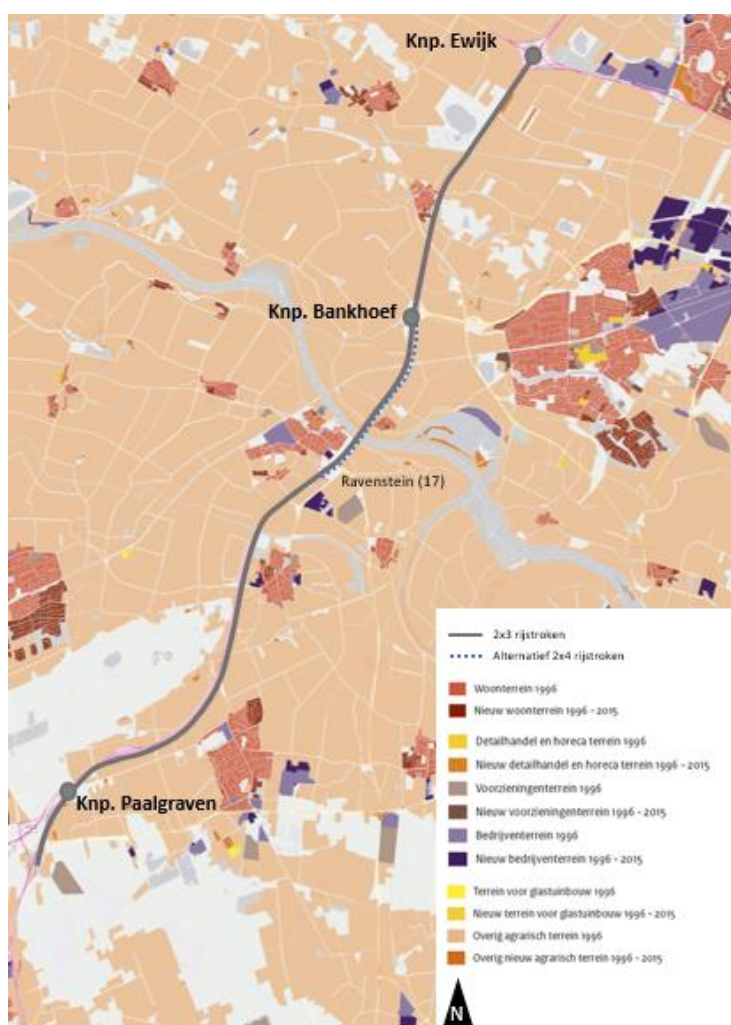 Knp. Ewijk
Knp. Bankhoef
Ravenstein (17)
Knp. Paalgraven
2x3 rijstroken
Alternatief 2x4 rijstroken
Woonterrein 1996
Nieuw woonterrein 1996 - 2015
Detailhandel en horeca terrein 1996
Nieuw detailhandel en horeca terrein 1996 - 2015
Voorzieningenterrein 1996
Nieuw voorzieningenterrein 1996 - 2015
Bedrijventerrein 1996
Nieuw bedrijventerrein 1996 - 2015
Terrein voor glastuinbouw 1996
Nieuw terrein voor glastuinbouw 1996 - 2015
Overig agrarisch terrein 1996
Overig nieuw agrarisch terrein 1996 - 2015
N